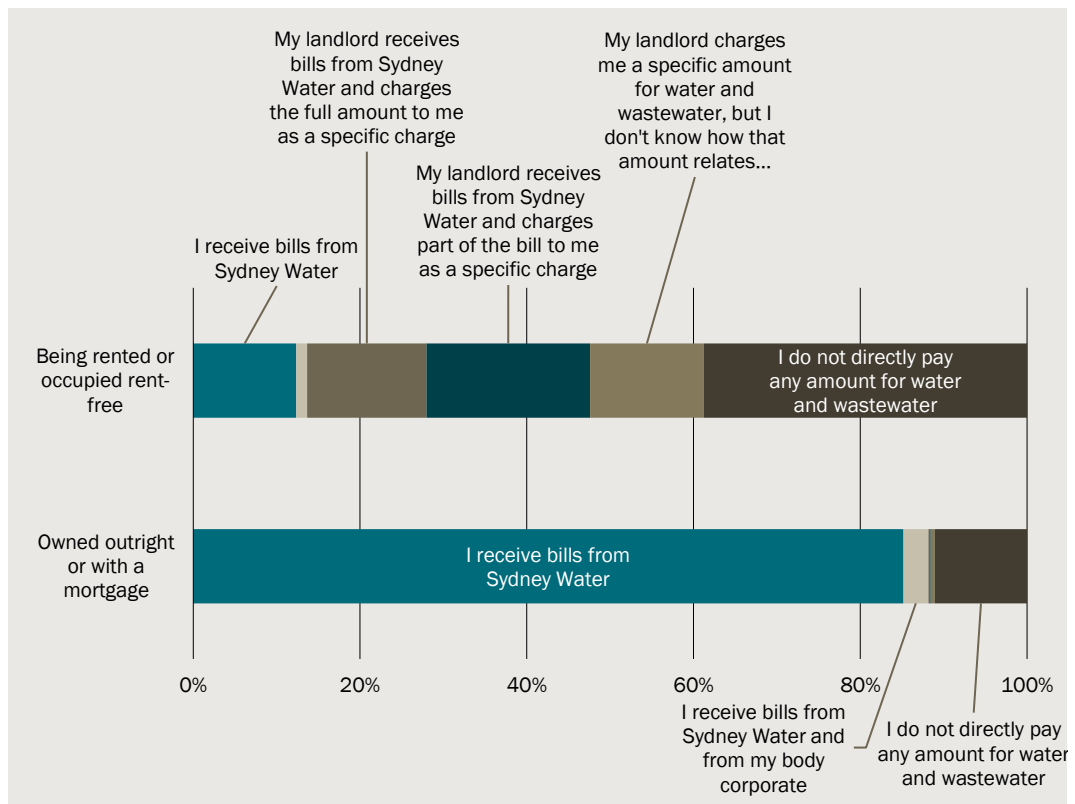 My landlord receives
bills from Sydney
Water and charges
the full amount to me
as a specific charge
My landlord charges
me a specific amount
for water and
wastewater, but I
don't know how that
amount relates...
My landlord receives
bills from Sydney
Water and charges
part of the bill to me
as a specific charge
I receive bills from
Sydney Water
Being rented or
occupied rent-
free
I do not directly pay
any amount for water
and wastewater
Owned outright
or with a
mortgage
I receive bills from
Sydney Water
0%
20%
40%
60%
80%
100%
I receive bills from
Sydney Water and
from my body
corporate
I do not directly pay
any amount for water
and wastewater